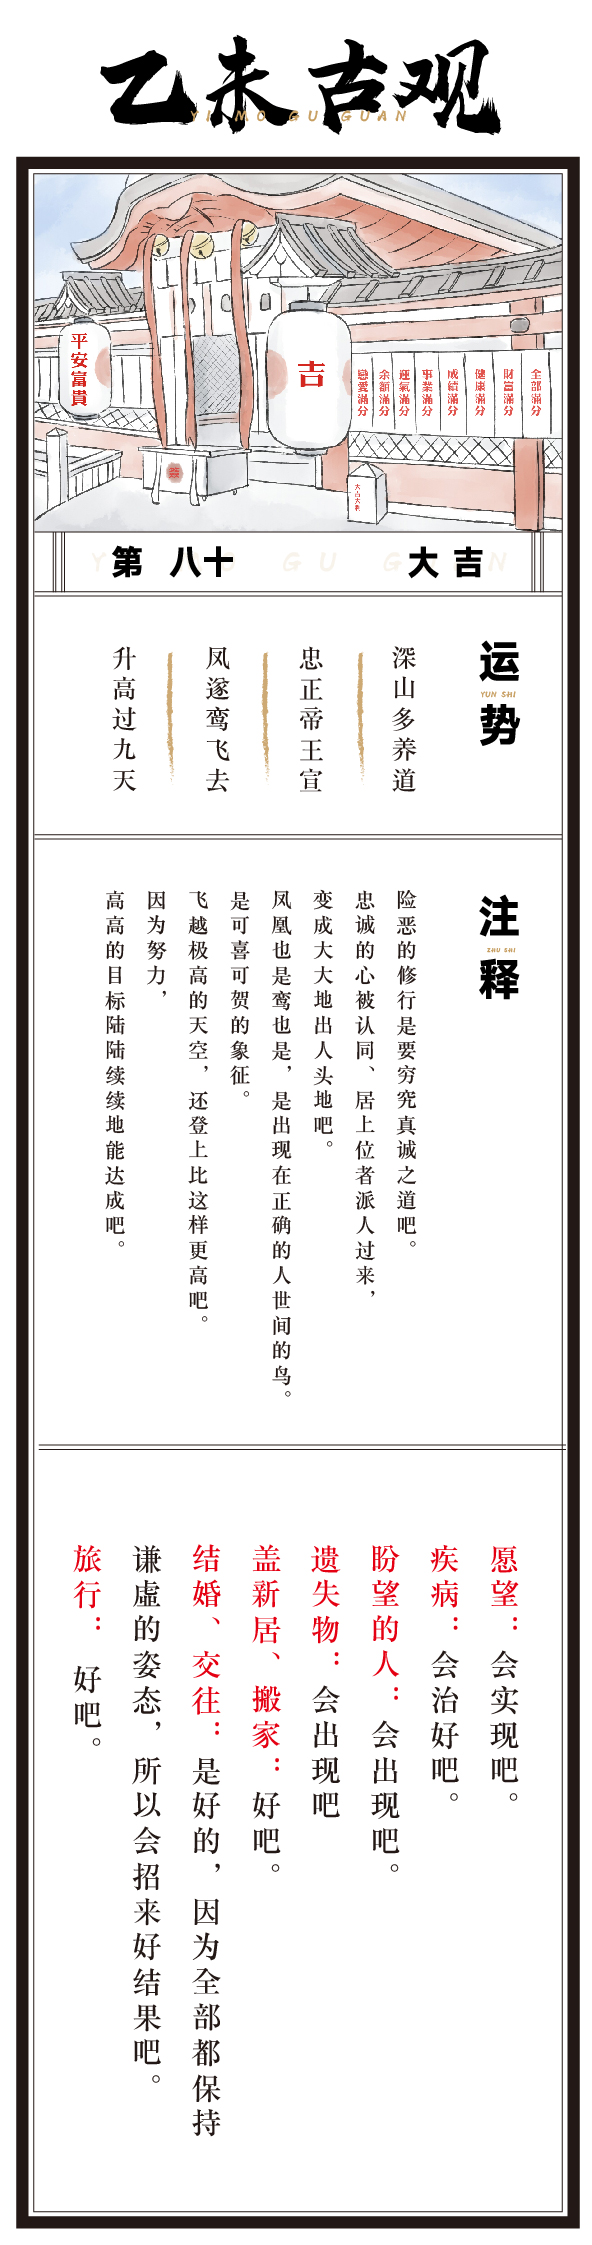 乙未古观
YI MO GU GUAN
平安富貴
吉
戀愛滿分
余額滿分
運氣滿分
事業滿分
成績滿分
健康滿分
財富滿分
全部滿分
大吉大利
第 八十
大吉
YI MO GU GUAN
运势
YUN SHI
深山多养道
忠正帝王宣
凤遂鸾飞去
升高过九天
注释
ZHU SHI
险恶的修行是要穷究真诚之道吧。
忠诚的心被认同、居上位者派人过来，
变成大大地出人头地吧。
凤凰也是鸾也是，是出现在正确的人世间的鸟。
是可喜可贺的象征。
飞越极高的天空，还登上比这样更高吧。
因为努力，
高高的目标陆陆续续地能达成吧。
愿望：会实现吧。
疾病：会治好吧。
盼望的人：会出现吧。
遗失物：会出现吧
盖新居、搬家：好吧。
结婚、交往：是好的，因为全部都保持
谦虚的姿态，所以会招来好结果吧。
旅行： 好吧。